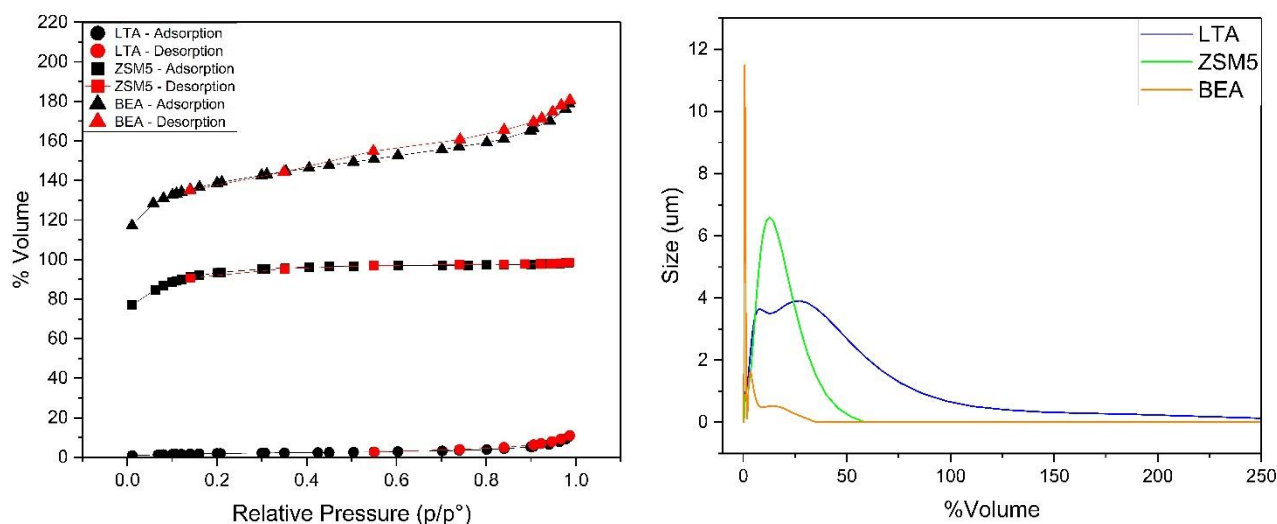 220
200
180
160
140
120
100
80
60
40
20
0
% Volume
LTA - Adsorption
LTA - Desorption
ZSM5 - Adsorption
ZSM5 - Desorption
BEA - Adsorption
BEA - Desorption
0.0 0.2 0.4 0.6 0.8 1.0
Relative Pressure (p/p°)
12
10
8
6
4
2
0
Size (um)
LTA
ZSM5
BEA
0 50 100 150 200 250
%Volume